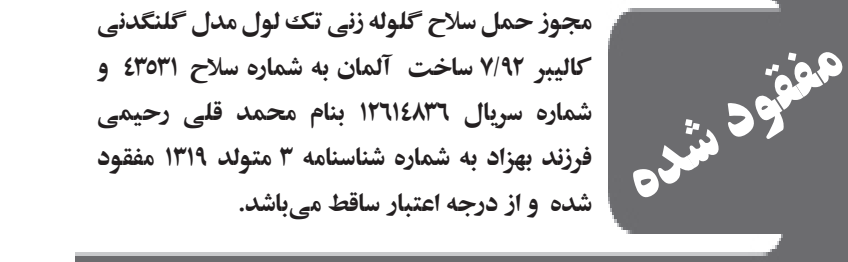 مفقود شده
مجوز حمل سلاح گلوله زنی تک لول مدل گلنگدنی
کالیبر ۷/۹۲ ساخت آلمان به شماره سلاح ٤۳٥۳۱ و
شماره سریال ۱۲٦۱٤۸۳٦ بنام محمد قلی رحیمی
فرزند بهزاد به شماره شناسنامه ۳ متولد ۱۳۱۹ مفقود
شده و از درجه اعتبار ساقط می‌باشد.